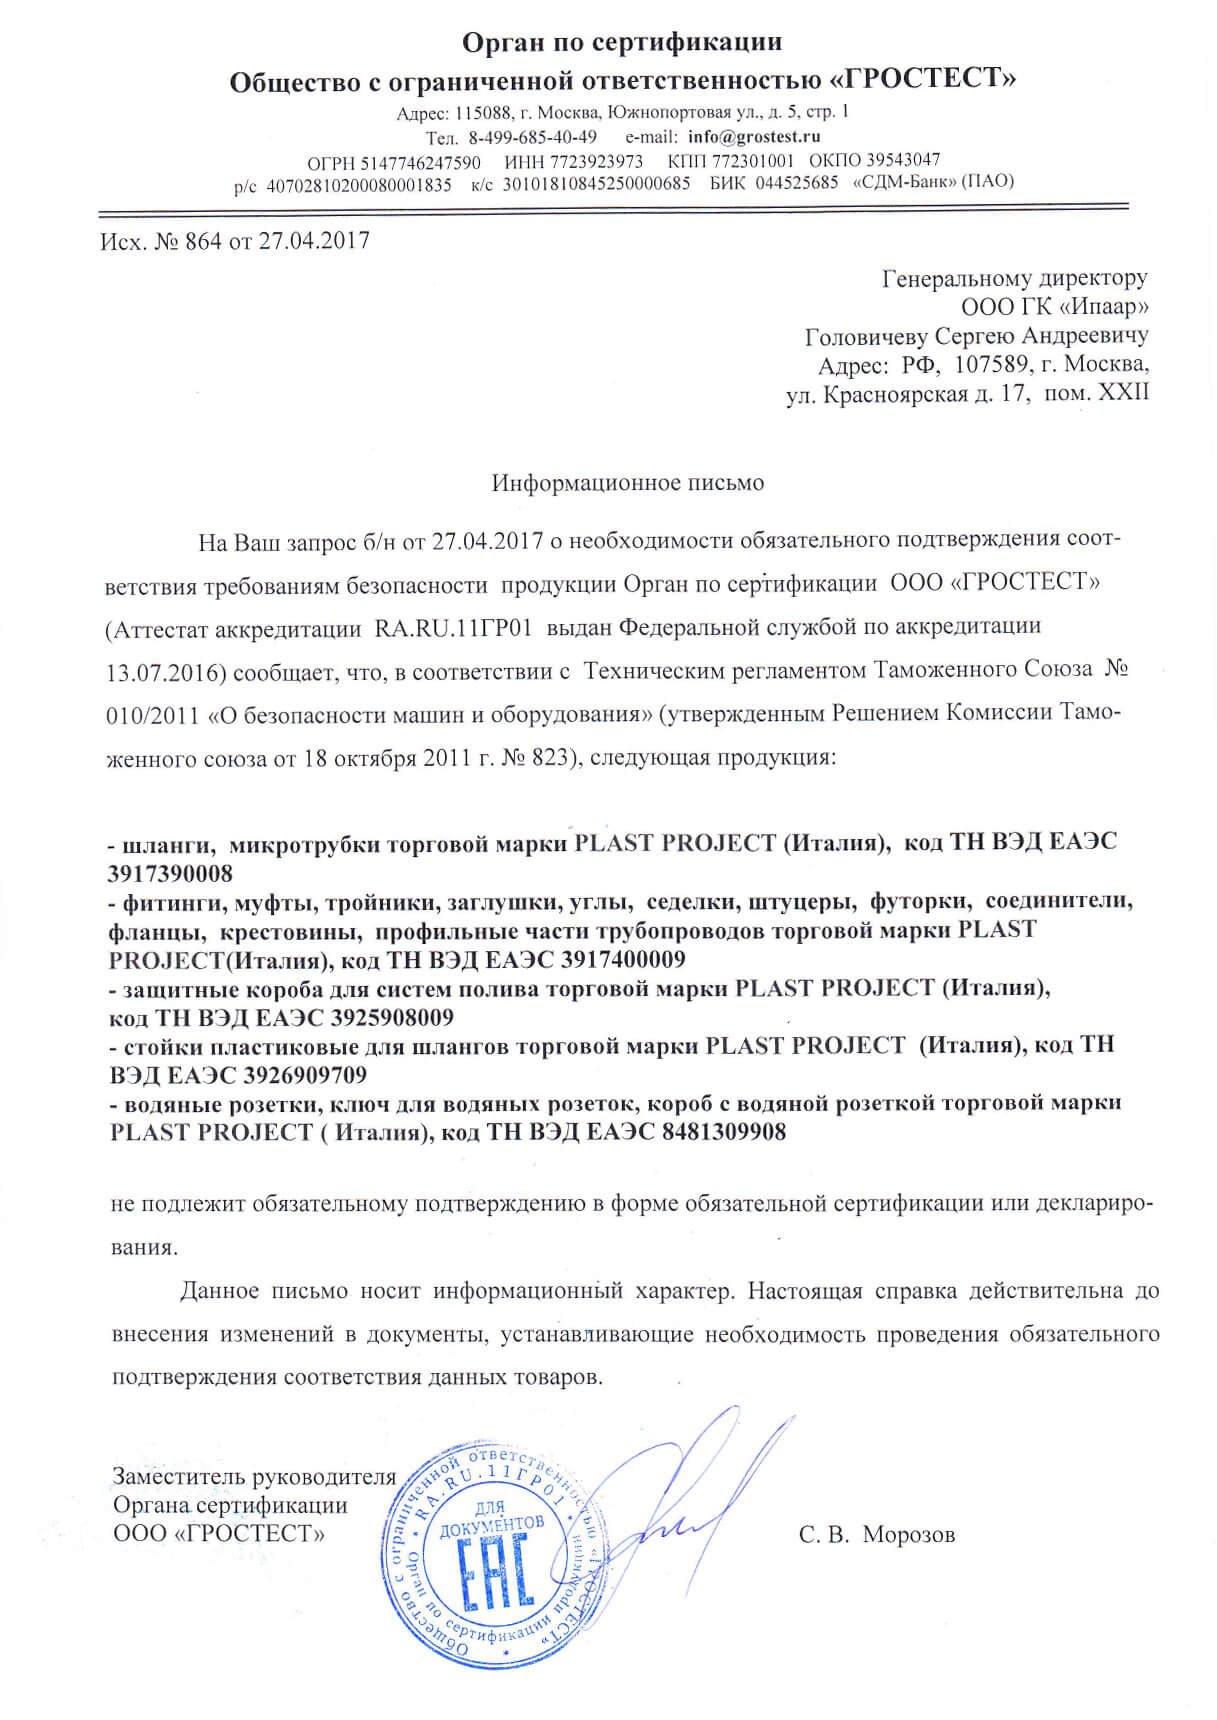 Орган по сертификации
Общество с ограниченной ответственностью «ГРОСТЕСТ»
Адрес: 115088, г. Москва, Южнопортовая ул., д. 5, стр. 1
Тел. 8-499-685-40-49 e-mail: info@grostest.ru
ОГРН 5147746247590 ИНН 7723923973 КПП 772301001 ОКПО 39543047
р/с 40702810200080001835 к/с 30101810845250000685 БИК 044525685 «СДМ-Банк» (ПАО)
Исх. № 864 от 27.04.2017
Генеральному директору
ООО ГК «Ипаар»
Головичеву Сергею Андреевичу
Адрес: РФ, 107589, г. Москва,
ул. Красноярская д. 17, пом. XXII
Информационное письмо
На Ваш запрос б/н от 27.04.2017 о необходимости обязательного подтверждения соот-
ветствия требованиям безопасности продукции Орган по сертификации ООО «ГРОСТЕСТ»
(Аттестат аккредитации RA.RU.11ГР01 выдан Федеральной службой по аккредитации
13.07.2016) сообщает, что, в соответствии с Техническим регламентом Таможенного Союза №
010/2011 «О безопасности машин и оборудования» (утвержденным Решением Комиссии Тамо-
женного союза от 18 октября 2011 г. № 823), следующая продукция:
- шланги, микротрубки торговой марки PLAST PROJECT (Италия), код ТН ВЭД ЕАЭС
3917390008
- фитинги, муфты, тройники, заглушки, углы, седелки, штуцеры, футорки, соединители,
фланцы, крестовины, профильные части трубопроводов торговой марки PLAST
PROJECT(Италия), код ТН ВЭД ЕАЭС 3917400009
- защитные короба для систем полива торговой марки PLAST PROJECT (Италия),
код ТН ВЭД ЕАЭС 3925908009
- стойки пластиковые для шлангов торговой марки PLAST PROJECT (Италия), код ТН
ВЭД ЕАЭС 3926909709
- водяные розетки, ключ для водяных розеток, короб с водяной розеткой торговой марки
PLAST PROJECT ( Италия), код ТН ВЭД ЕАЭС 8481309908
не подлежит обязательному подтверждению в форме обязательной сертификации или деклариро-
вания.
Данное письмо носит информационный характер. Настоящая справка действительна до
внесения изменений в документы, устанавливающие необходимость проведения обязательного
подтверждения соответствия данных товаров.
Заместитель руководителя
Органа сертификации
ООО «ГРОСТЕСТ»
С. В. Морозов
Общество с ограниченной ответственностью «ГРОСТЕСТ» *
* RA.RU.11ГР01 *
Орган по сертификации продукции
ДЛЯ
ДОКУМЕНТОВ
ЕАС